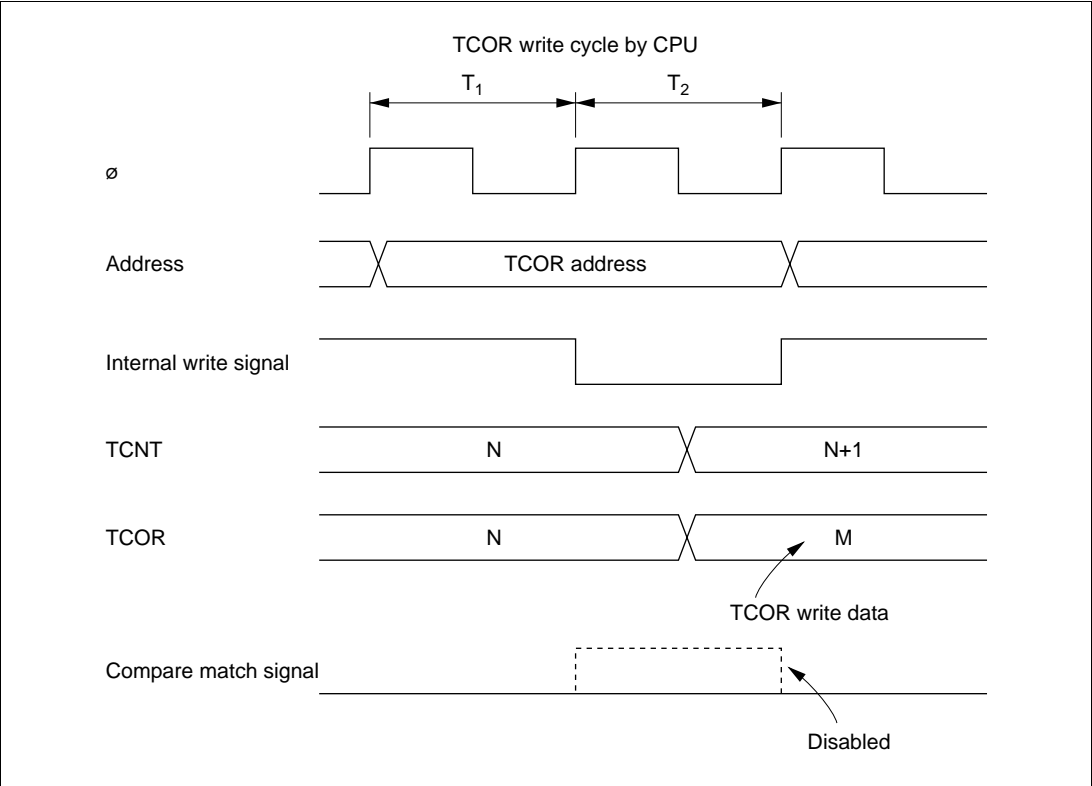 TCOR write cycle by CPU
T1 T2
ø
Address TCOR address
Internal write signal
TCNT N N+1
TCOR N M
TCOR write data
Compare match signal
Disabled